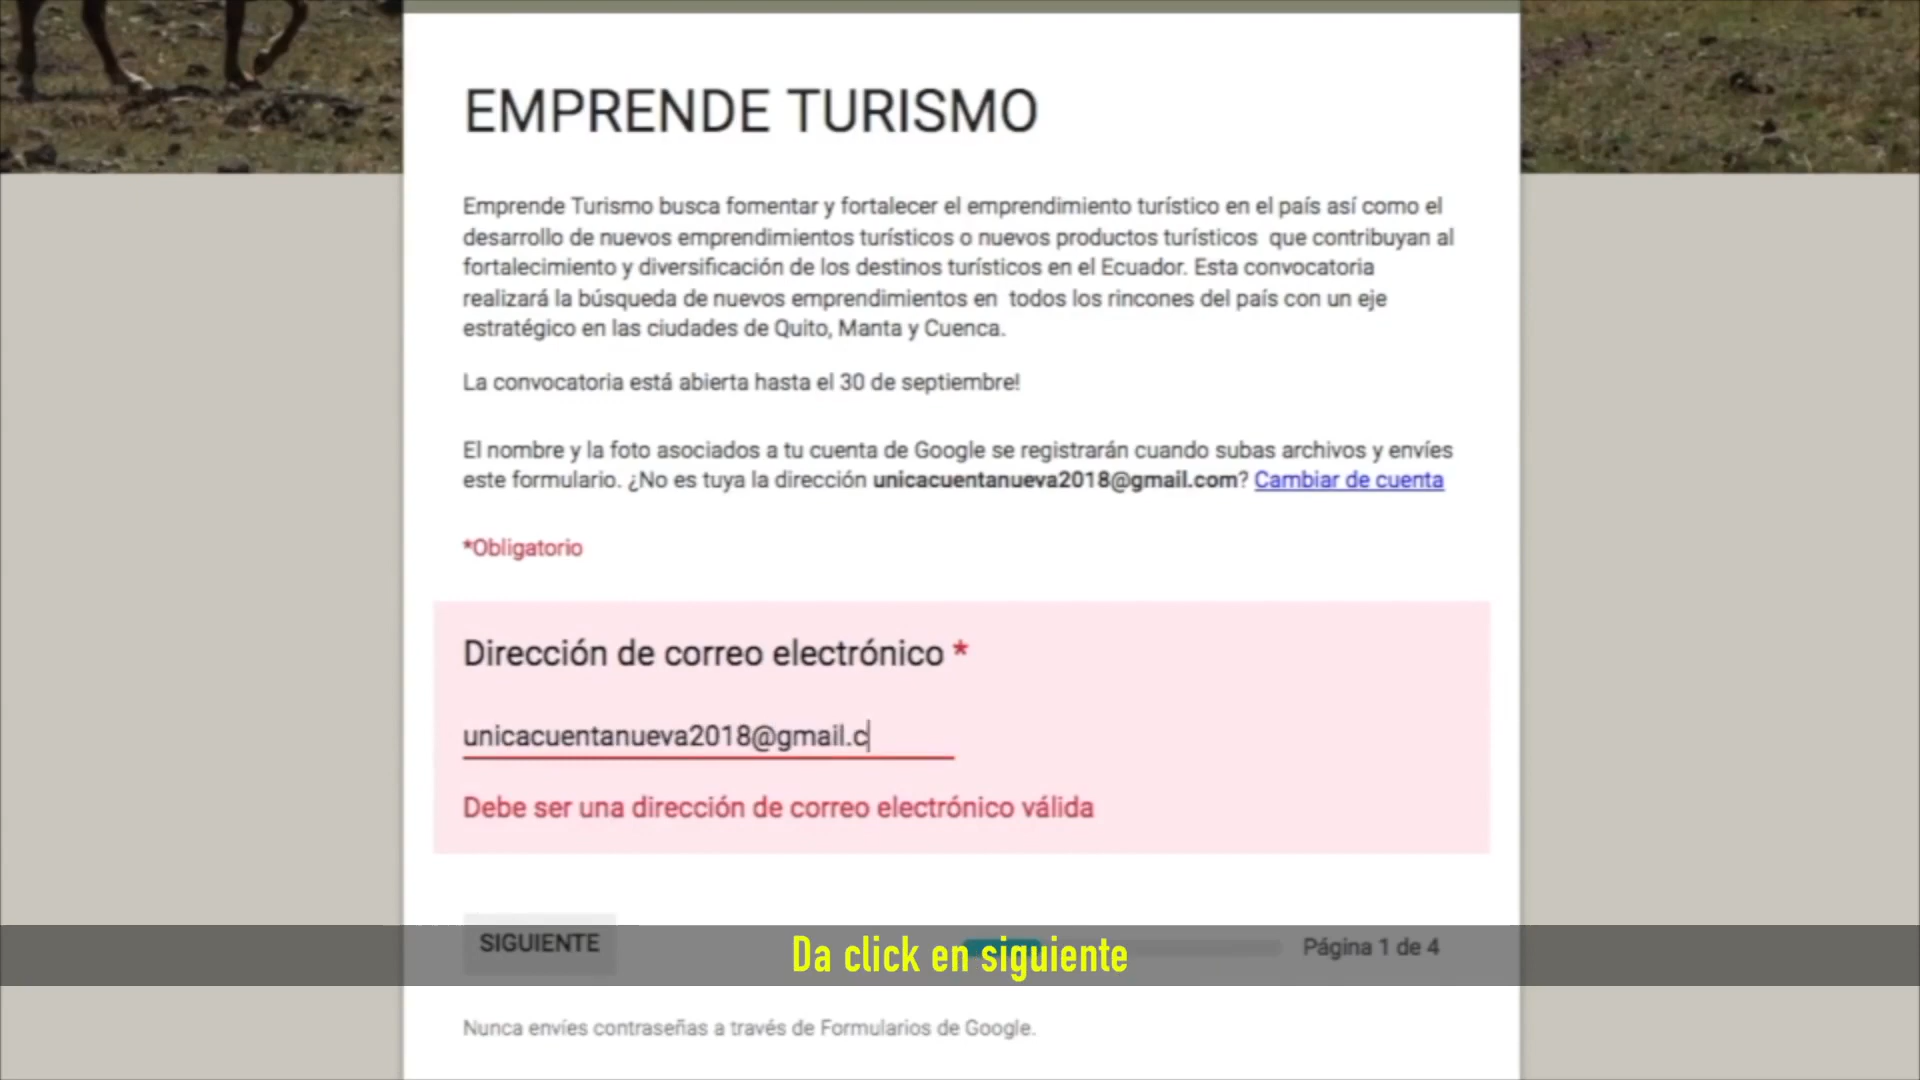 EMPRENDE TURISMO
Emprende Turismo busca fomentar y fortalecer el emprendimiento turístico en el país así como el
desarrollo de nuevos emprendimientos turísticos o nuevos productos turísticos que contribuyan al
fortalecimiento y diversificación de los destinos turísticos en el Ecuador. Esta convocatoria
realizará la búsqueda de nuevos emprendimientos en todos los rincones del país con un eje
estratégico en las ciudades de Quito, Manta y Cuenca.
La convocatoria está abierta hasta el 30 de septiembre!
El nombre y la foto asociados a tu cuenta de Google se registrarán cuando subas archivos y envíes
este formulario. ¿No es tuya la dirección unicacuentanueva2018@gmail.com? Cambiar de cuenta
*Obligatorio
Dirección de correo electrónico *
unicacuentanueva2018@gmail.c
Debe ser una dirección de correo electrónico válida
SIGUIENTE
Página 1 de 4
Da click en siguiente
Nunca envíes contraseñas a través de Formularios de Google.